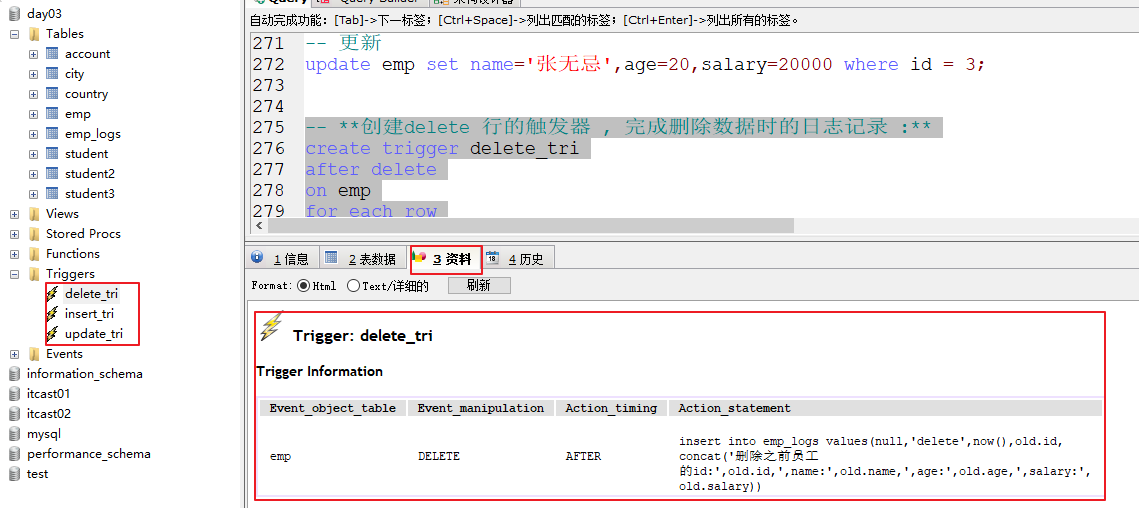 day03
Tables
account
city
country
emp
emp_logs
student
student2
student3
Views
Stored Procs
Functions
Triggers
delete_tri
insert_tri
update_tri
Events
information_schema
itcast01
itcast02
mysql
performance_schema
test
自动完成功能：[Tab]->下一标签；[Ctrl+Space]->列出匹配的标签；[Ctrl+Enter]->列出所有的标签。
271 -- 更新
272 update emp set name='张无忌',age=20,salary=20000 where id = 3;
273
274
275 -- **创建delete 行的触发器 , 完成删除数据时的日志记录 :**
276 create trigger delete_tri
277 after delete
278 on emp
279 for each row
1 信息 2 表数据 3 资料 4 历史
Format: Html Text/详细的 刷新
Trigger: delete_tri
Trigger Information
Event_object_table Event_manipulation Action_timing Action_statement
emp DELETE AFTER insert into emp_logs values(null,'delete',now(),old.id,
concat('删除之前员工
的id:',old.id,',name:',old.name,',age:',old.age,',salary:',
old.salary))